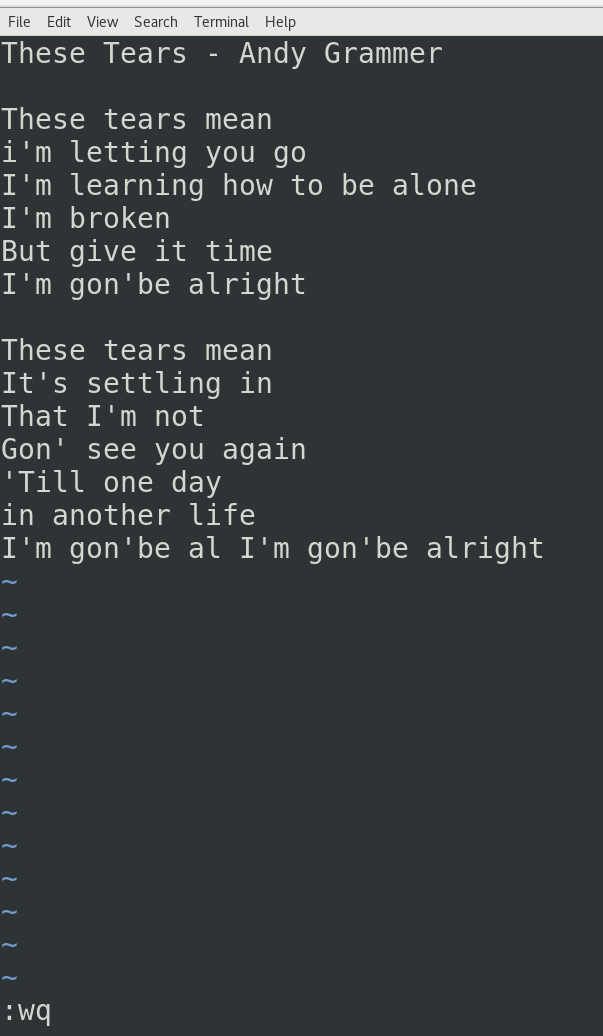 File Edit View Search Terminal Help
These Tears - Andy Grammer
These tears mean
i'm letting you go
I'm learning how to be alone
I'm broken
But give it time
I'm gon'be alright
These tears mean
It's settling in
That I'm not
Gon' see you again
'Till one day
in another life
I'm gon'be al I'm gon'be alright
~
~
~
~
~
~
~
~
~
~
~
~
~
:wq